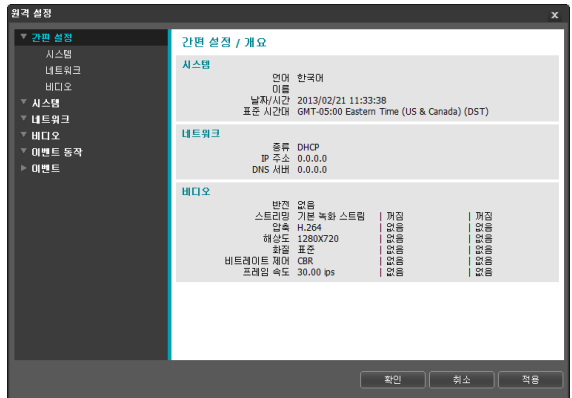 원격 설정
x
간편 설정
시스템
네트워크
비디오
시스템
네트워크
비디오
이벤트 동작
이벤트
간편 설정 / 개요
시스템
언어 한국어
이름
날짜/시간 2013/02/21 11:33:38
표준 시간대 GMT-05:00 Eastern Time (US & Canada) (DST)
네트워크
종류 DHCP
IP 주소 0.0.0.0
DNS 서버 0.0.0.0
비디오
반전 없음
스트리밍 기본 녹화 스트림 | 꺼짐 | 꺼짐
압축 H.264 | 없음 | 없음
해상도 1280X720 | 없음 | 없음
화질 표준 | 없음 | 없음
비트레이트 제어 CBR | 없음 | 없음
프레임 속도 30.00 ips | 없음 | 없음
확인 취소 적용